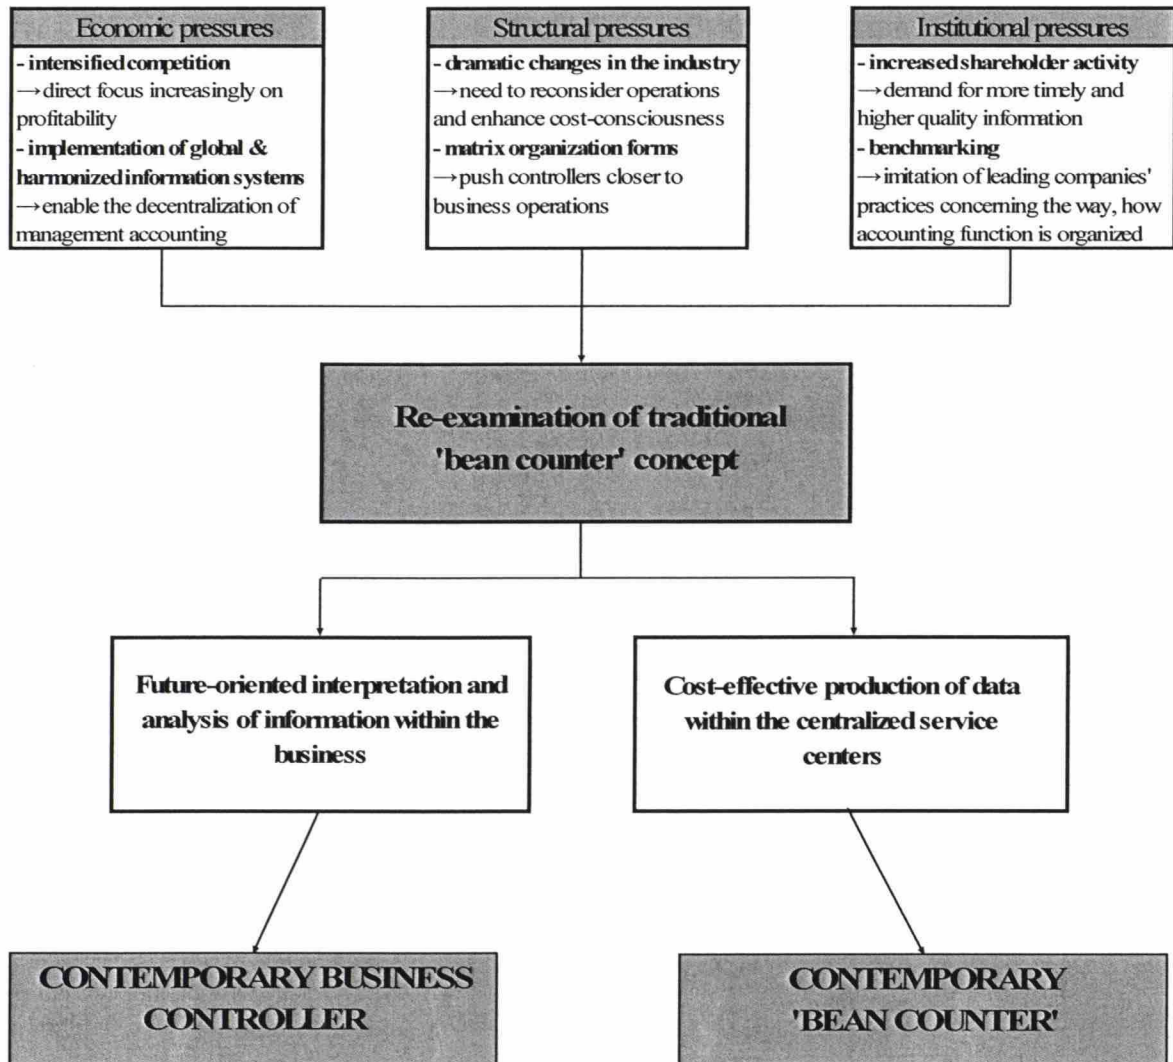 Economic pressures
- intensified competition
→direct focus increasingly on
profitability
- implementation of global &
harmonized information systems
→enable the decentralization of
management accounting
Structural pressures
- dramatic changes in the industry
→need to reconsider operations
and enhance cost-consciousness
- matrix organization forms
→push controllers closer to
business operations
Institutional pressures
- increased shareholder activity
→demand for more timely and
higher quality information
- benchmarking
→imitation of leading companies'
practices concerning the way, how
accounting function is organized
Re-examination of traditional
'bean counter' concept
Future-oriented interpretation and
analysis of information within the
business
Cost-effective production of data
within the centralized service
centers
CONTEMPORARY BUSINESS
CONTROLLER
CONTEMPORARY
'BEAN COUNTER'